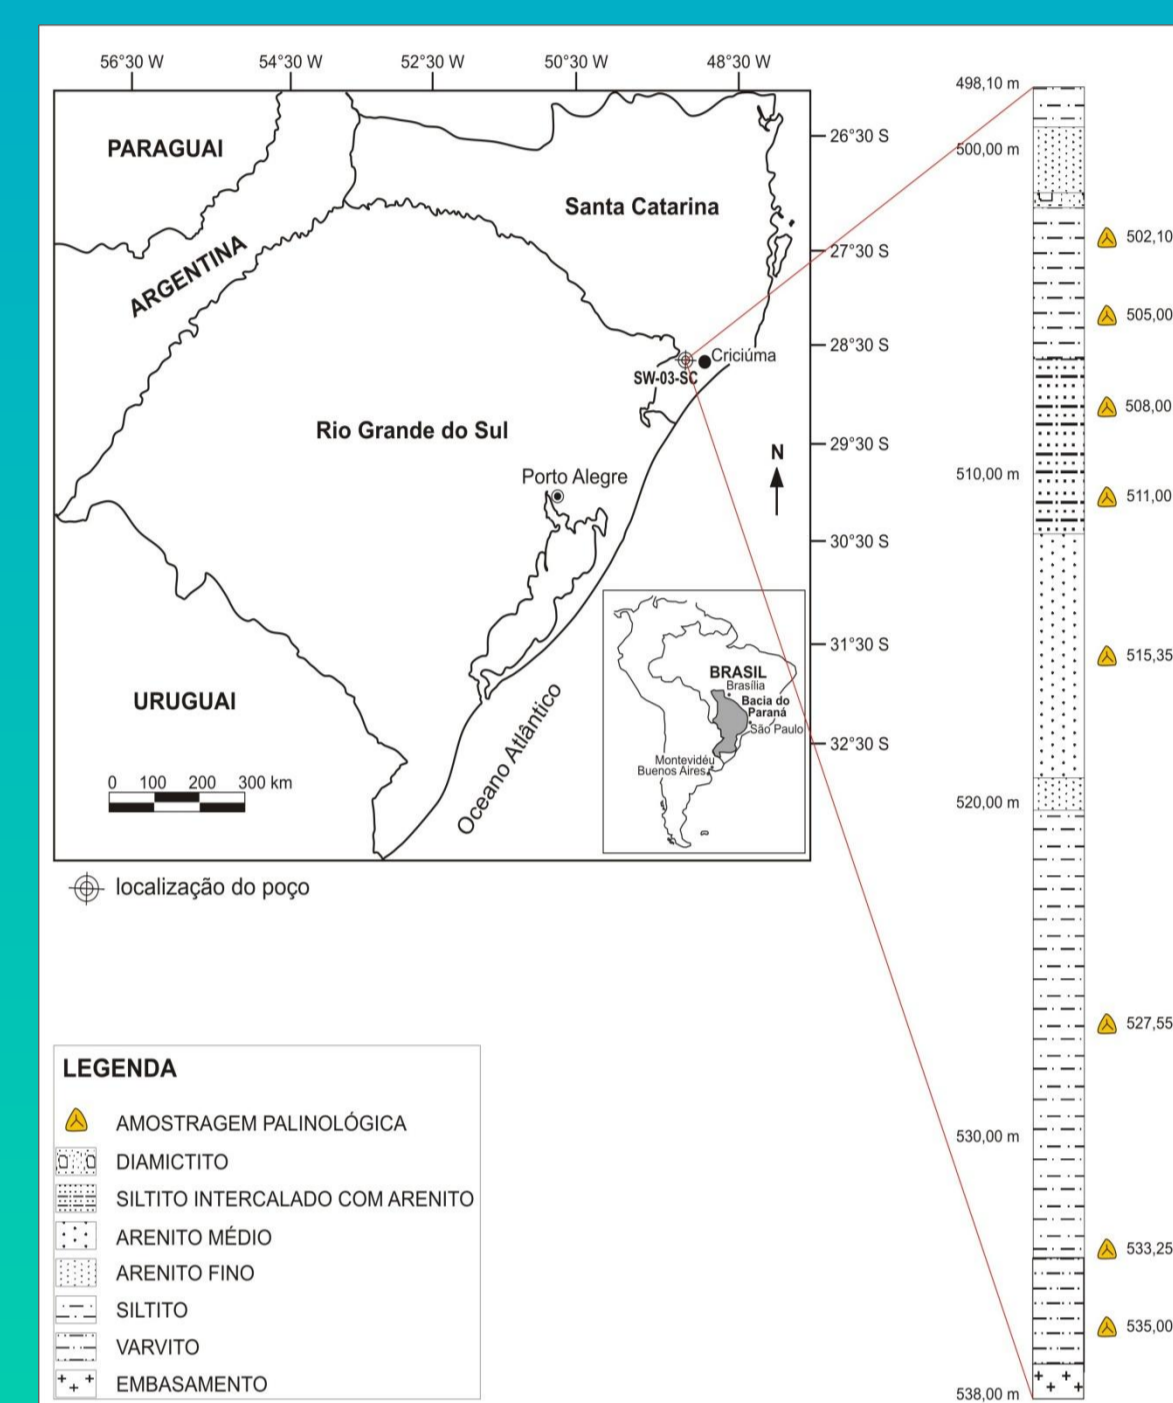 56°30 W
54°30 W
52°30 W
50°30 W
48°30 W
498,10 m
PARAGUAI
26°30 S
500,00 m
Santa Catarina
ARGENTINA
27°30 S
502,10
505,00
28°30 S
Criciúma
SW-03-SC
508,00
Rio Grande do Sul
29°30 S
N
Porto Alegre
510,00 m
511,00
30°30 S
31°30 S
515,35
BRASIL
Brasília
Bacia do
Paraná
São Paulo
URUGUAI
32°30 S
Montevidéu
Buenos Aires
Oceano Atlântico
0 100 200 300 km
520,00 m
localização do poço
527,55
LEGENDA
AMOSTRAGEM PALINOLÓGICA
530,00 m
DIAMICTITO
SILTITO INTERCALADO COM ARENITO
ARENITO MÉDIO
533,25
ARENITO FINO
SILTITO
535,00
VARVITO
EMBASAMENTO
538,00 m